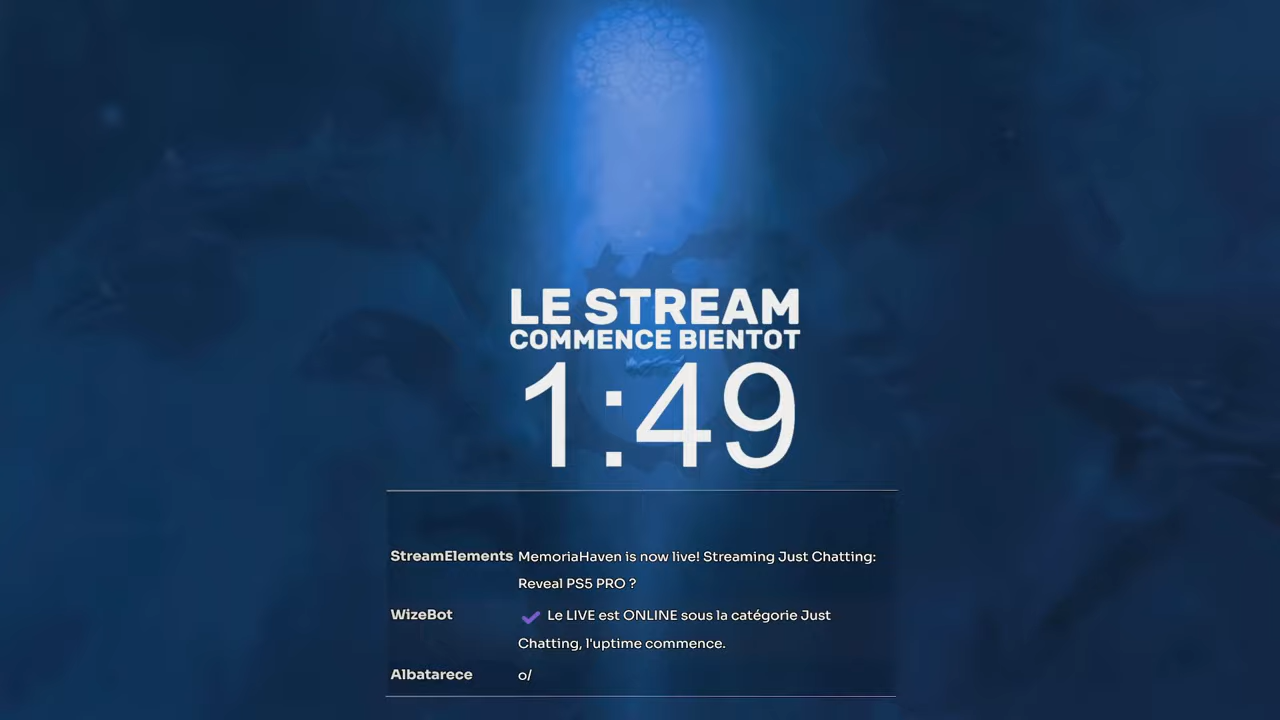 LE STREAM
COMMENCE BIENTOT
1:49
StreamElements MemoriaHaven is now live! Streaming Just Chatting:
Reveal PS5 PRO ?
WizeBot ✔ Le LIVE est ONLINE sous la catégorie Just
Chatting, l'uptime commence.
Albatarece o/